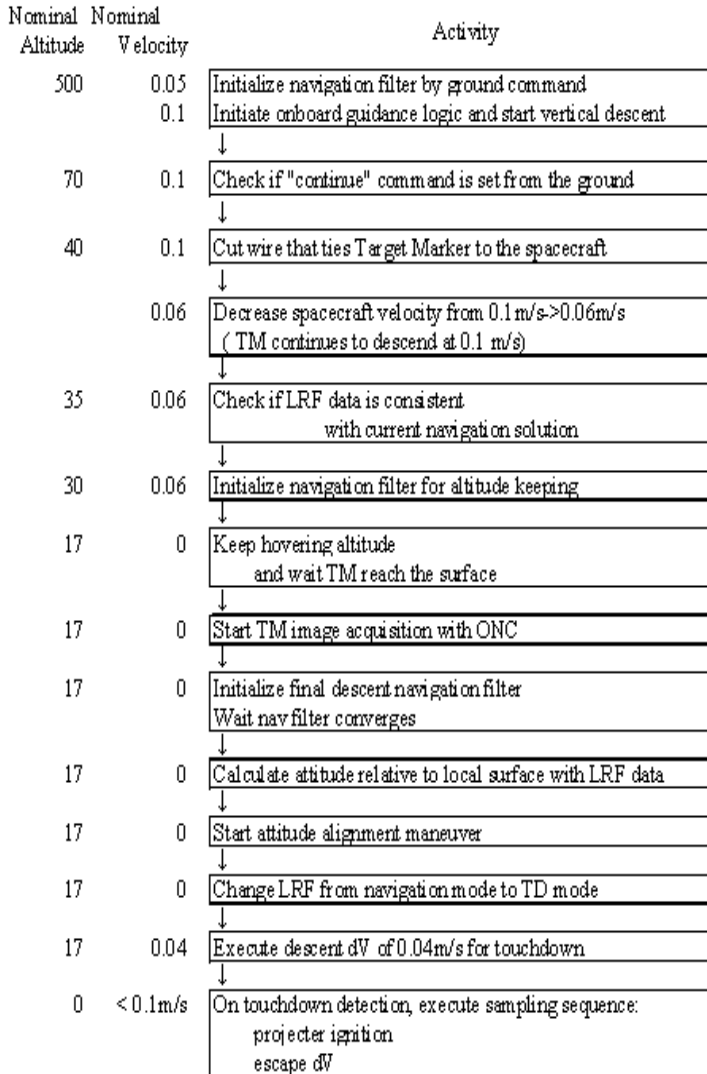 Nominal Nominal
Altitude Velocity Activity
500 0.05 Initialize navigation filter by ground command
0.1 Initiate onboard guidance logic and start vertical descent
↓
70 0.1 Check if "continue" command is set from the ground
↓
40 0.1 Cut wire that ties Target Marker to the spacecraft
↓
0.06 Decrease spacecraft velocity from 0.1m/s->0.06m/s
( TM continues to descend at 0.1 m/s)
↓
35 0.06 Check if LRF data is consistent
with current navigation solution
↓
30 0.06 Initialize navigation filter for altitude keeping
↓
17 0 Keep hovering altitude
and wait TM reach the surface
↓
17 0 Start TM image acquisition with ONC
↓
17 0 Initialize final descent navigation filter
Wait nav filter converges
↓
17 0 Calculate attitude relative to local surface with LRF data
↓
17 0 Start attitude alignment maneuver
↓
17 0 Change LRF from navigation mode to TD mode
↓
17 0.04 Execute descent dV of 0.04m/s for touchdown
↓
0 < 0.1m/s On touchdown detection, execute sampling sequence:
projecter ignition
escape dV